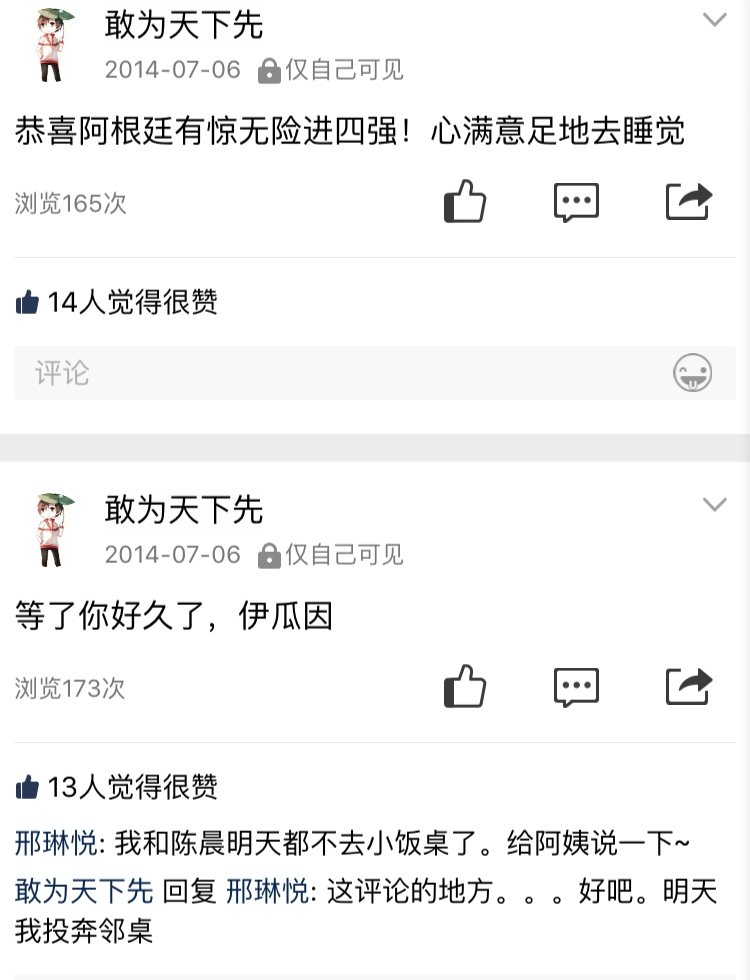 敢为天下先
2014-07-06 仅自己可见
恭喜阿根廷有惊无险进四强！心满意足地去睡觉
浏览165次
14人觉得很赞
评论
敢为天下先
2014-07-06 仅自己可见
等了你好久了，伊瓜因
浏览173次
13人觉得很赞
邢琳悦: 我和陈晨明天都不去小饭桌了。给阿姨说一下~
敢为天下先 回复 邢琳悦: 这评论的地方。。。好吧。明天
我投奔邻桌